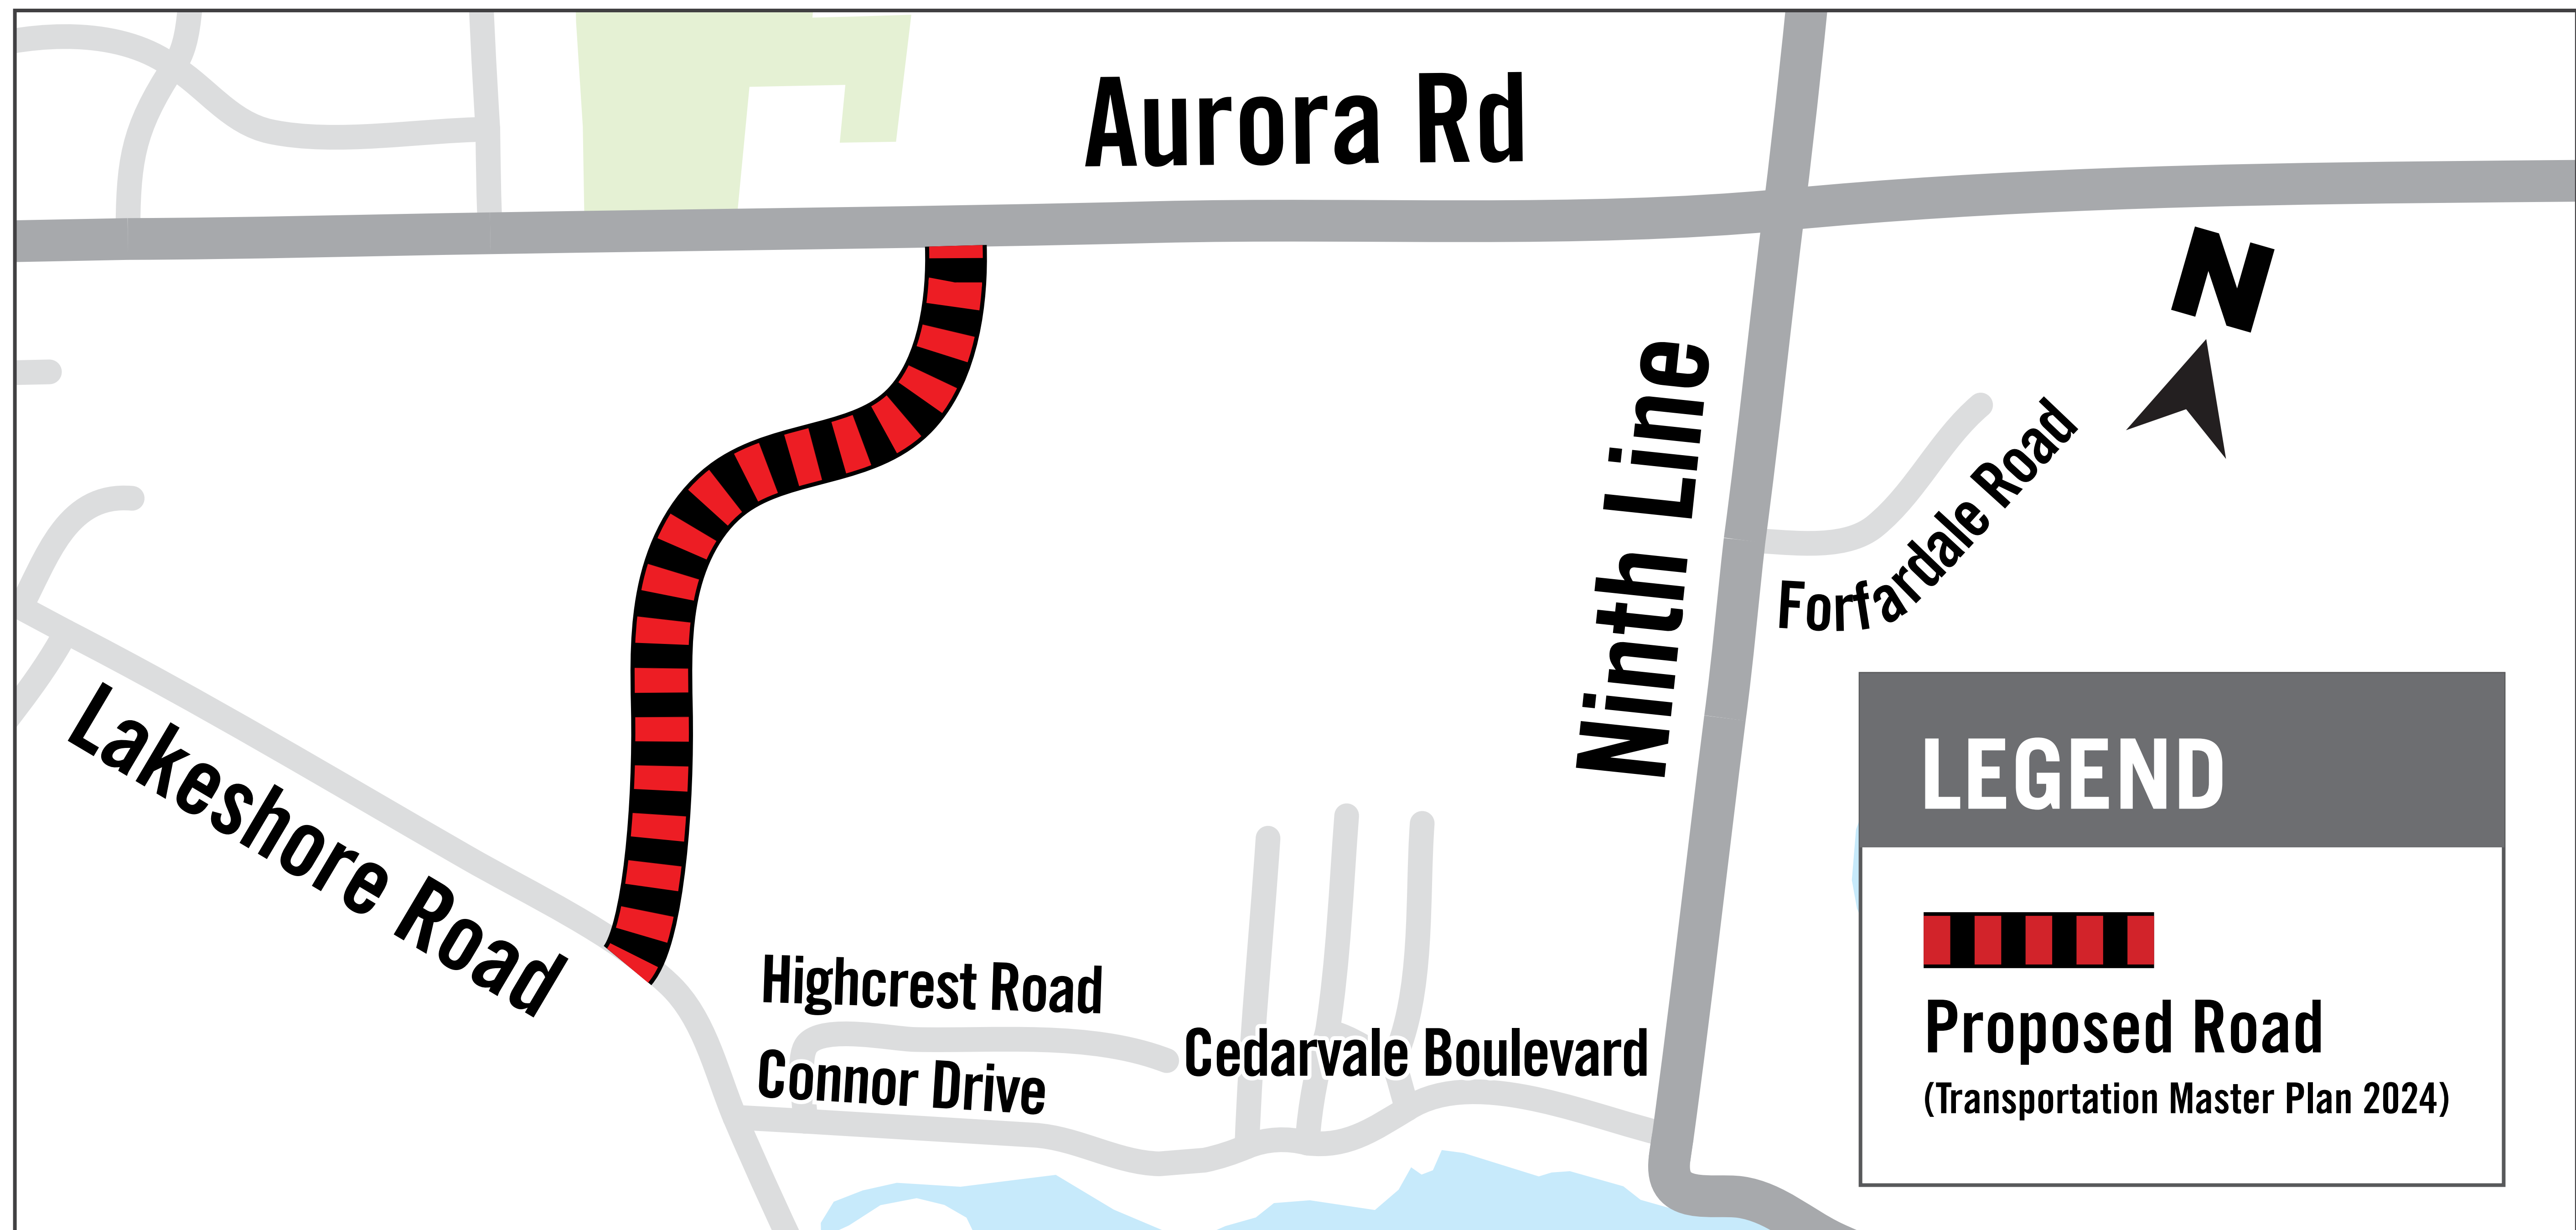 Aurora Rd
N
Ninth Line
Forfardale Road
Lakeshore Road
Highcrest Road
Connor Drive
Cedarvale Boulevard
LEGEND
Proposed Road
(Transportation Master Plan 2024)